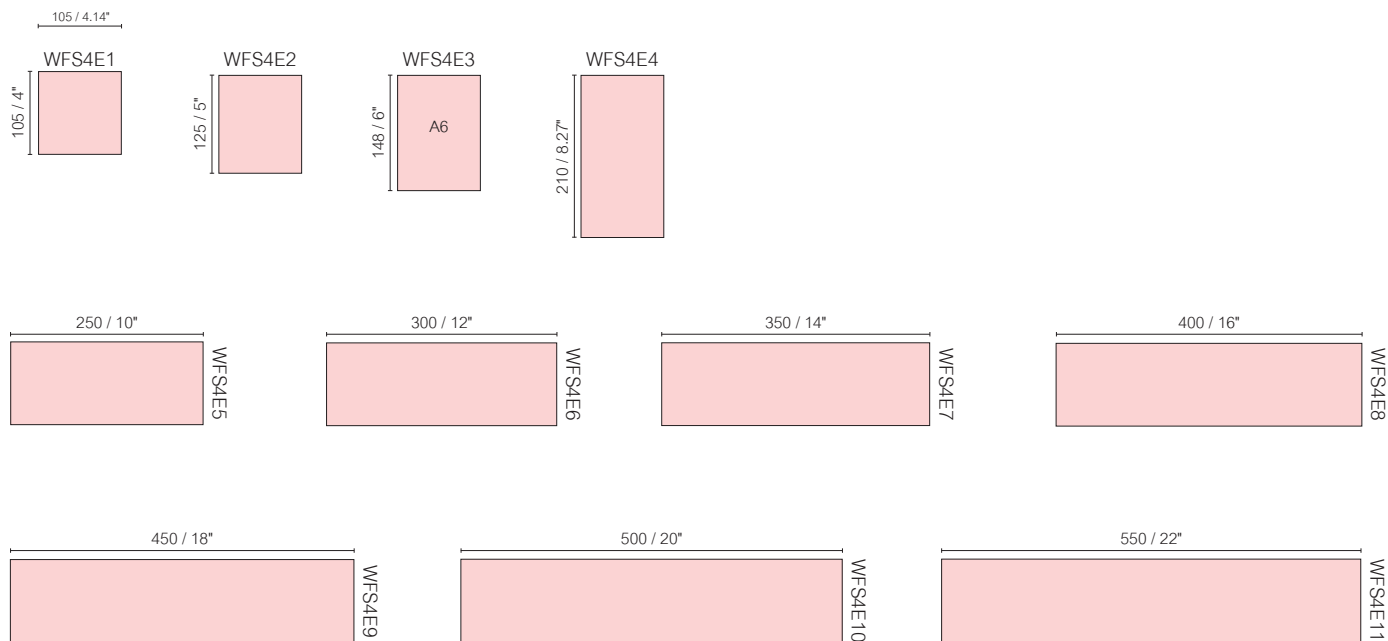 105 / 4.14"
WFS4E1
WFS4E2
WFS4E3
WFS4E4
105 / 4"
125 / 5"
148 / 6"
A6
210 / 8.27"
250 / 10"
300 / 12"
350 / 14"
400 / 16"
WFS4E5
WFS4E6
WFS4E7
WFS4E8
450 / 18"
500 / 20"
550 / 22"
WFS4E9
WFS4E10
WFS4E11